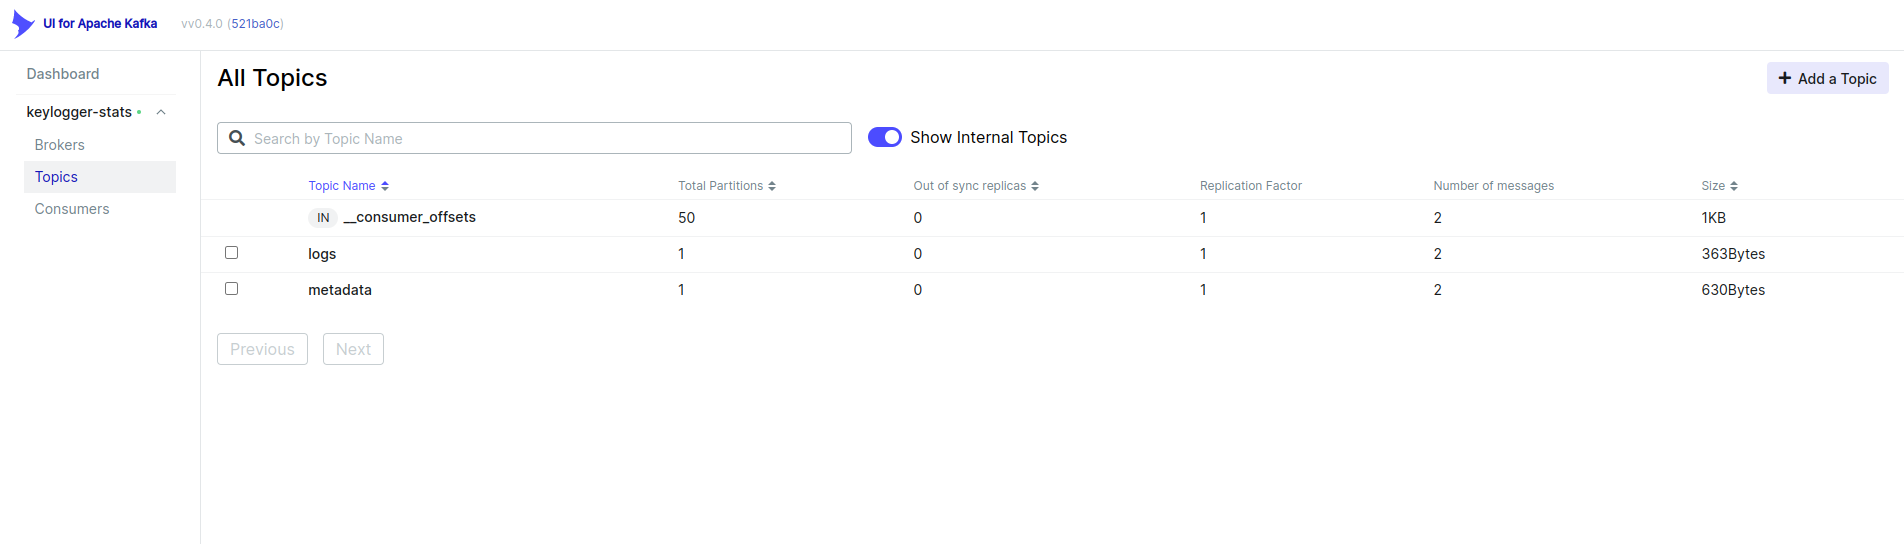 UI for Apache Kafka vv0.4.0 (521ba0c)
Dashboard
keylogger-stats
Brokers
Topics
Consumers
All Topics
Add a Topic
Search by Topic Name
Show Internal Topics
Topic Name Total Partitions Out of sync replicas Replication Factor Number of messages Size
IN __consumer_offsets 50 0 1 2 1KB
logs 1 0 1 2 363Bytes
metadata 1 0 1 2 630Bytes
Previous Next